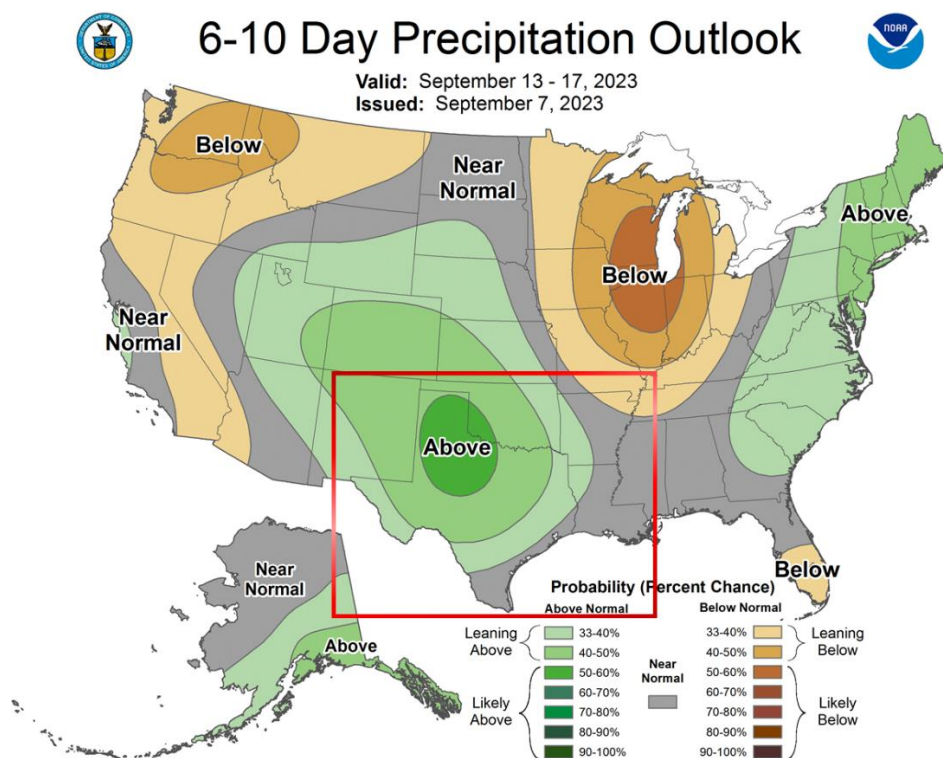 6-10 Day Precipitation Outlook
Valid: September 13 - 17, 2023
Issued: September 7, 2023
NOAA
Below
Near
Normal
Above
Below
Near
Normal
Above
Near
Normal
Above
Below
Probability (Percent Chance)
Above Normal
Below Normal
Leaning
Above
33-40%
40-50%
50-60%
60-70%
70-80%
80-90%
90-100%
Likely
Above
Near
Normal
33-40%
40-50%
50-60%
60-70%
70-80%
80-90%
90-100%
Leaning
Below
Likely
Below